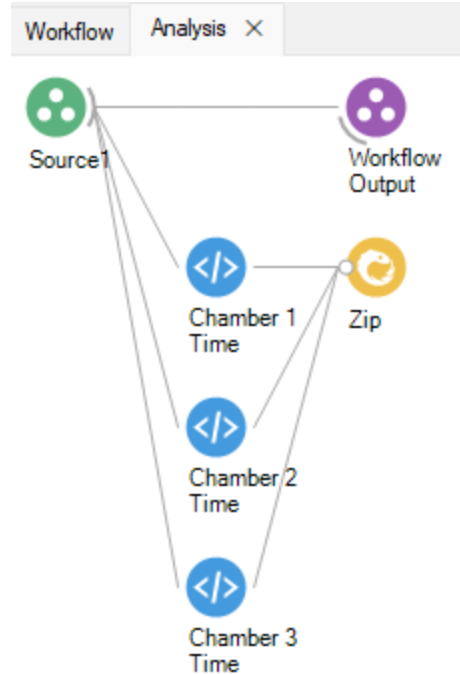 Workflow
Analysis
Source1
Workflow
Output
Chamber 1
Time
Zip
Chamber 2
Time
Chamber 3
Time